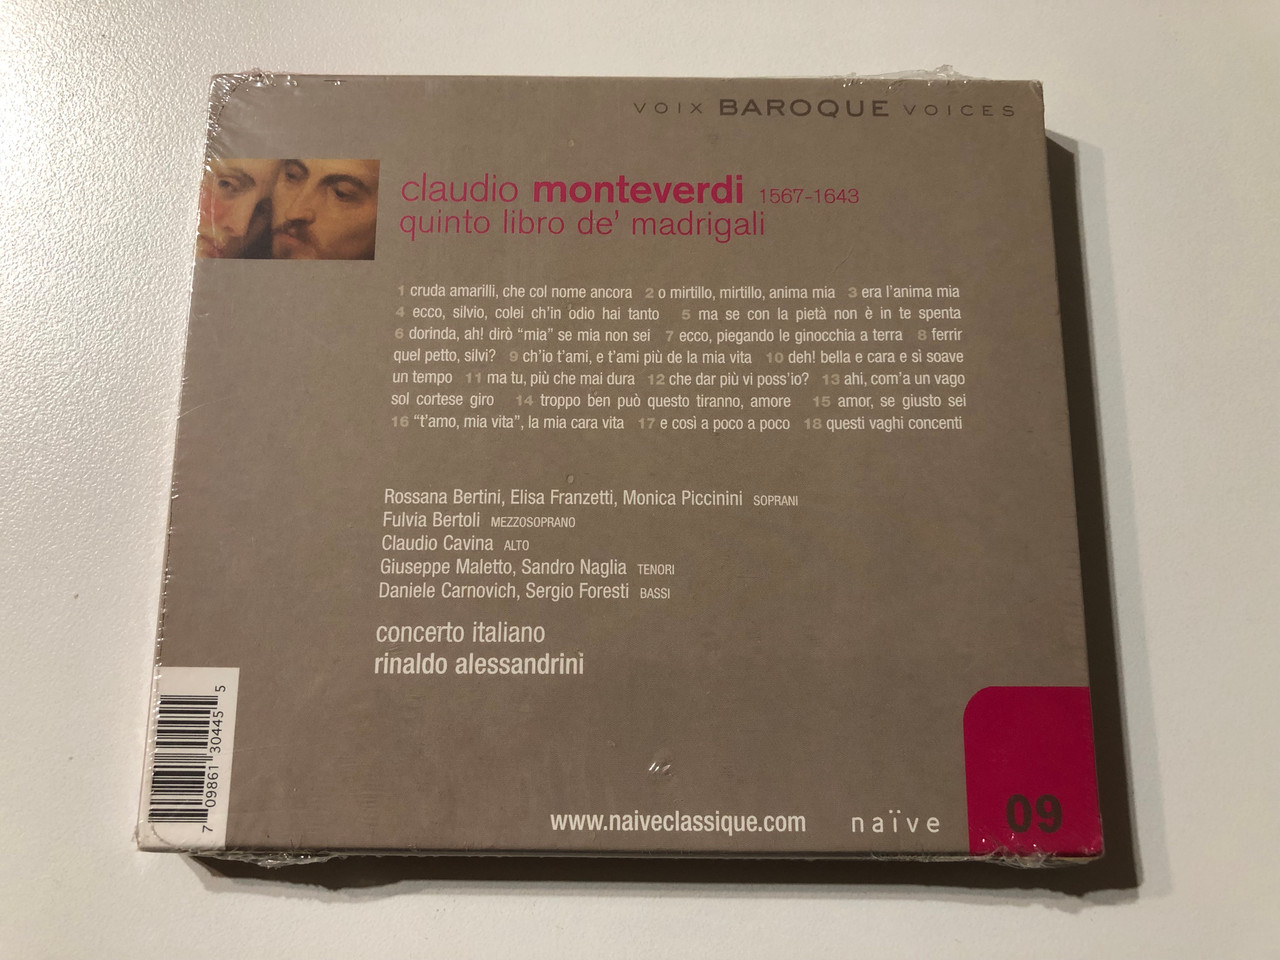 VOIX BAROQUE VOICES
claudio monteverdi 1567-1643
quinto libro de' madrigali
1 cruda amarilli, che col nome ancora 2 o mirtillo, mirtillo, anima mia 3 era l'anima mia
4 ecco, silvio, colei ch'in odio hai tanto 5 ma se con la pietà non è in te spenta
6 dorinda, ah! dirò "mia" se mia non sei 7 ecco, piegando le ginocchia a terra 8 ferrir
quel petto, silvi? 9 ch'io t'ami, e t'ami più de la mia vita 10 deh! bella e cara e sì soave
un tempo 11 ma tu, più che mai dura 12 che dar più vi poss'io? 13 ahi, com'a un vago
sol cortese giro 14 troppo ben può questo tiranno, amore 15 amor, se giusto sei
16 "t'amo, mia vita", la mia cara vita 17 e così a poco a poco 18 questi vaghi concenti
Rossana Bertini, Elisa Franzetti, Monica Piccinini SOPRANI
Fulvia Bertoli MEZZOSOPRANO
Claudio Cavina ALTO
Giuseppe Maletto, Sandro Naglia TENORI
Daniele Carnovich, Sergio Foresti BASSI
concerto italiano
rinaldo alessandrini
7 09861 30445 5
www.naiveclassique.com naïve
09